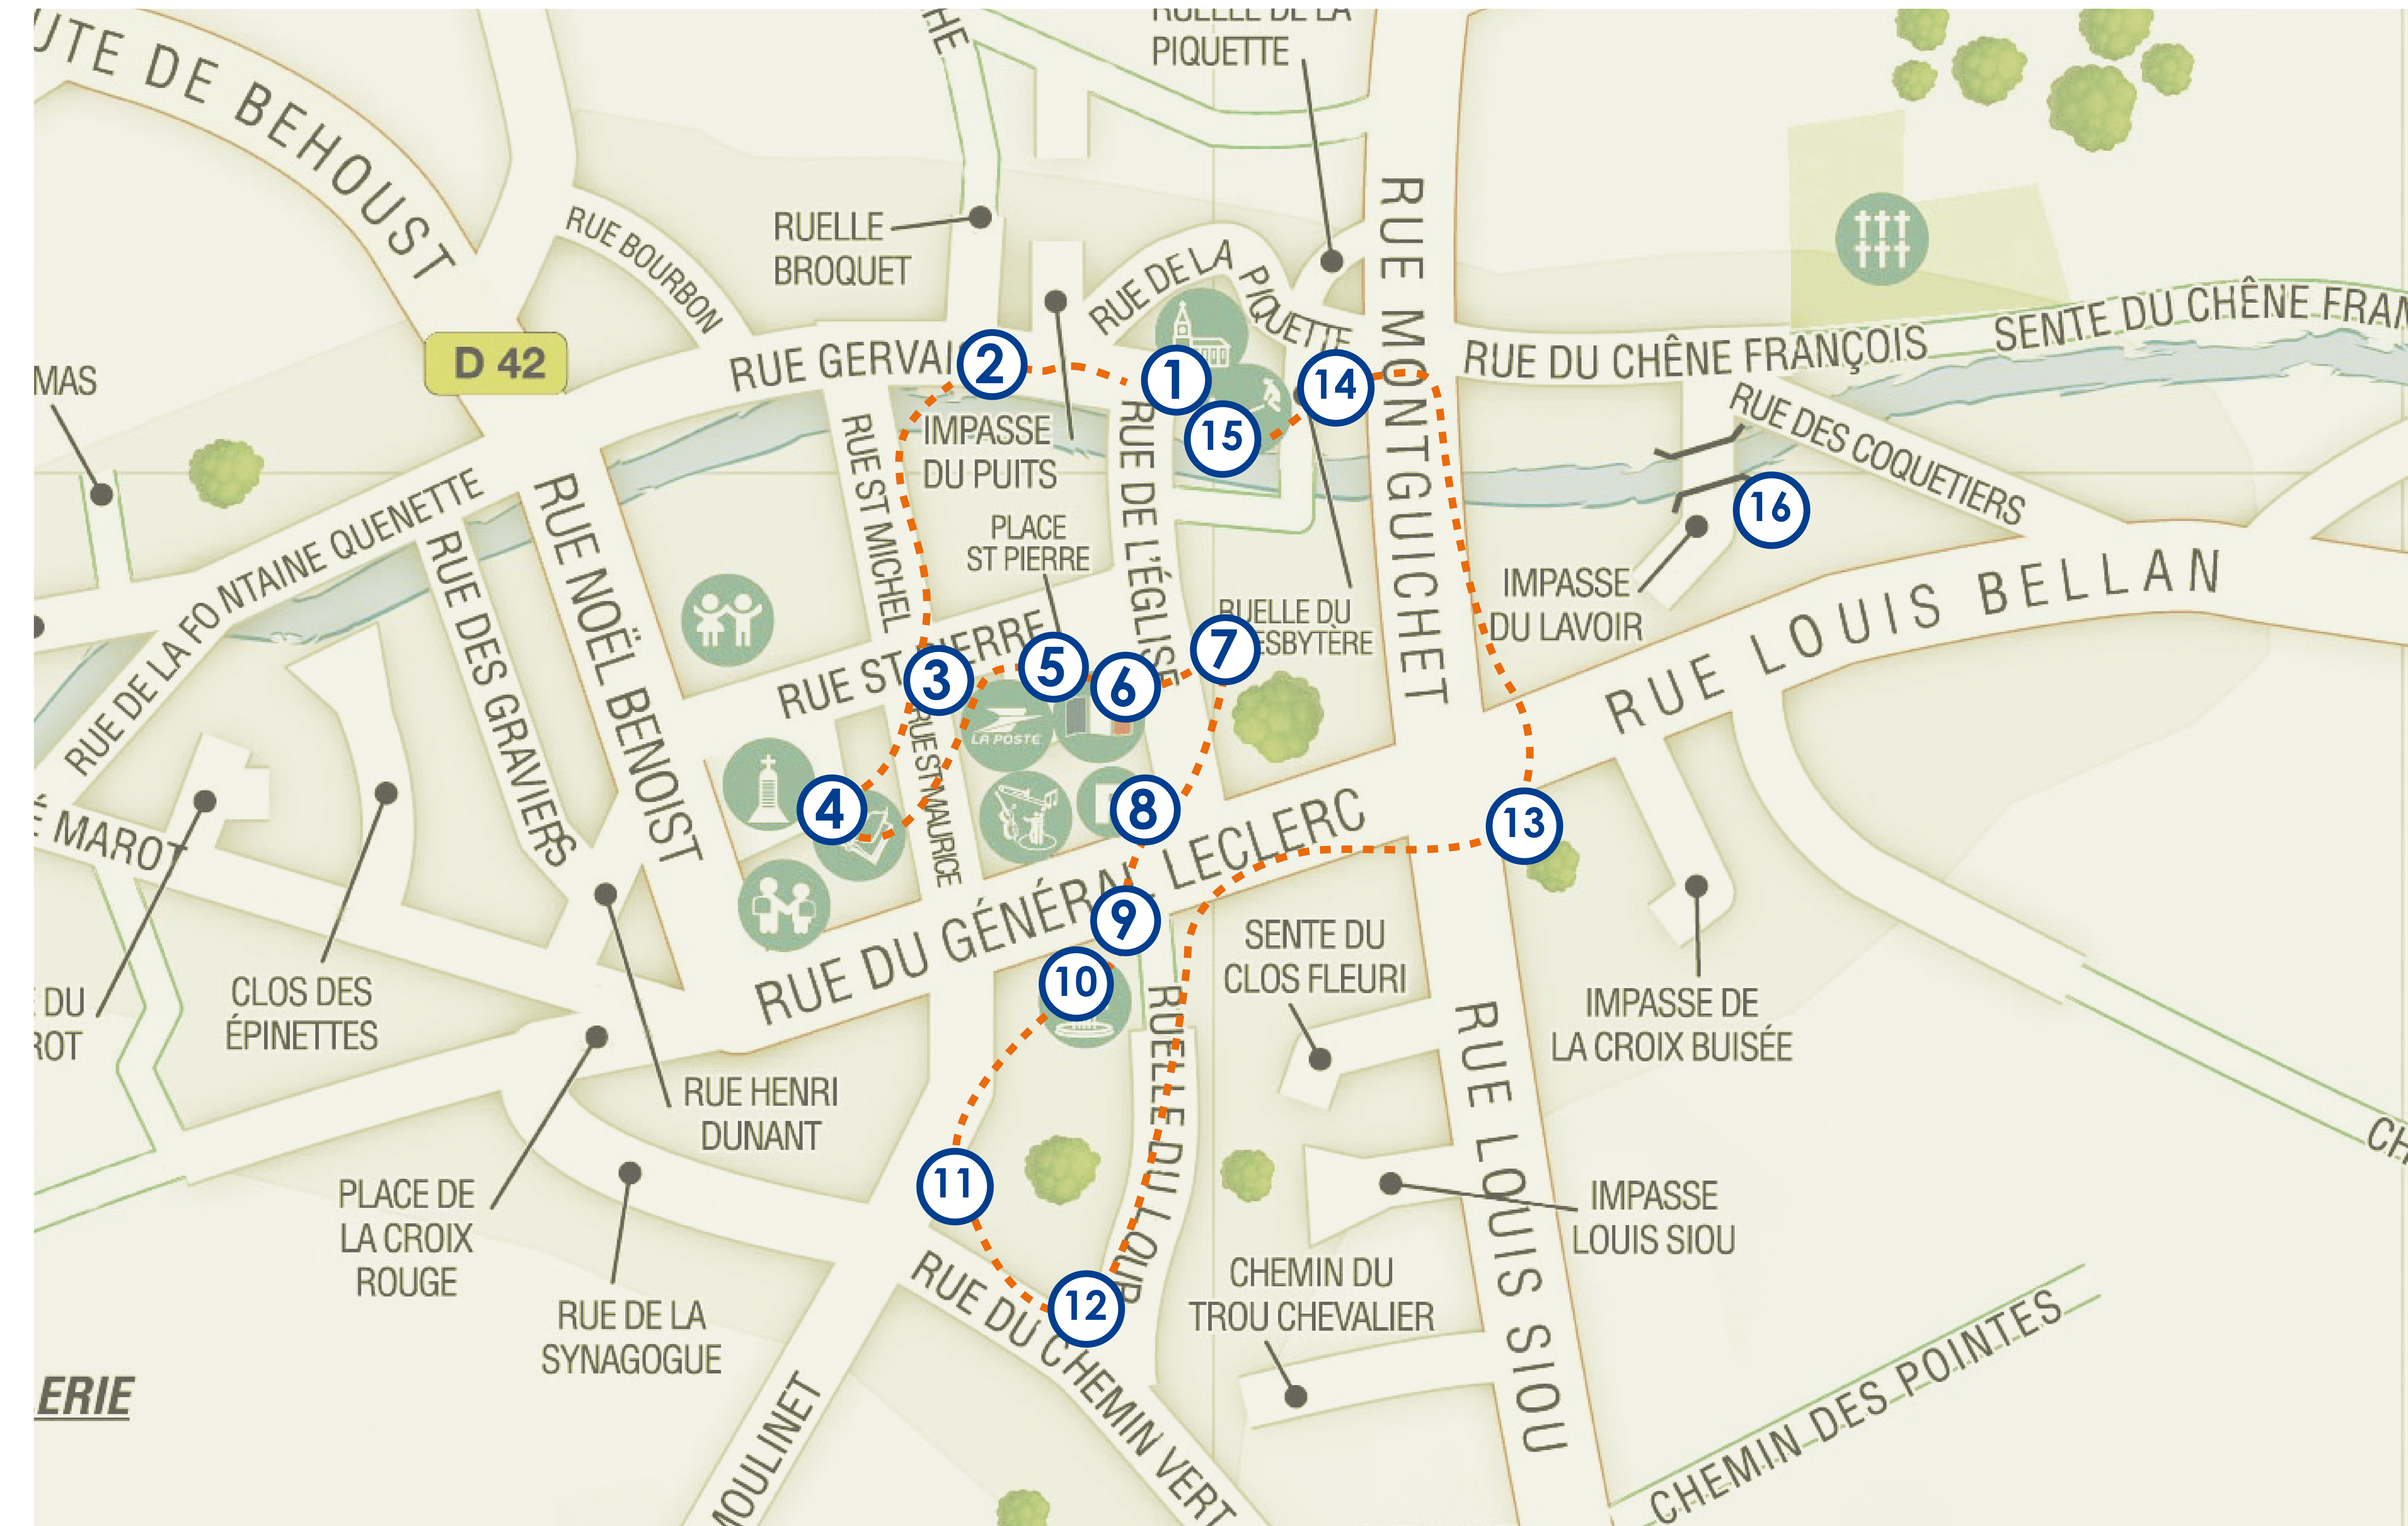 PIQUETTE
UTE DE BEHOUST
RUE BOURBON
RUELLE
BROQUET
RUE DE LA
PIQUETTE
RUE MONTGUICHET
D 42
MAS
RUE GERVAI
2
1
14
15
RUE DU CHÊNE FRANÇOIS
SENTE DU CHÊNE FRAN
RUE DES COQUETIERS
16
IMPASSE
DU PUITS
RUE ST MICHEL
RUE DE L'ÉGLISE
PLACE
ST PIERRE
RUE DE LA FONTAINE QUENETTE
RUE DES GRAVIERS
RUE NOËL BENOIST
IMPASSE
DU LAVOIR
RUELLE DU
ESBYTÈRE
RUE LOUIS BELLAN
RUE ST
IERRE
3
5
6
7
LA POSTE
RUE ST MAURICE
4
8
13
É MAROT
RUE DU GÉNÉRAL LECLERC
9
10
SENTE DU
CLOS FLEURI
CLOS DES
ÉPINETTES
DU
ROT
RUELLE DU LOUP
IMPASSE DE
LA CROIX BUISÉE
RUE HENRI
DUNANT
RUE LOUIS SIOU
CH
11
PLACE DE
LA CROIX
ROUGE
IMPASSE
LOUIS SIOU
12
RUE DU CHEMIN VERT
CHEMIN DU
TROU CHEVALIER
RUE DE LA
SYNAGOGUE
ERIE
MOULINET
CHEMIN DES POINTES